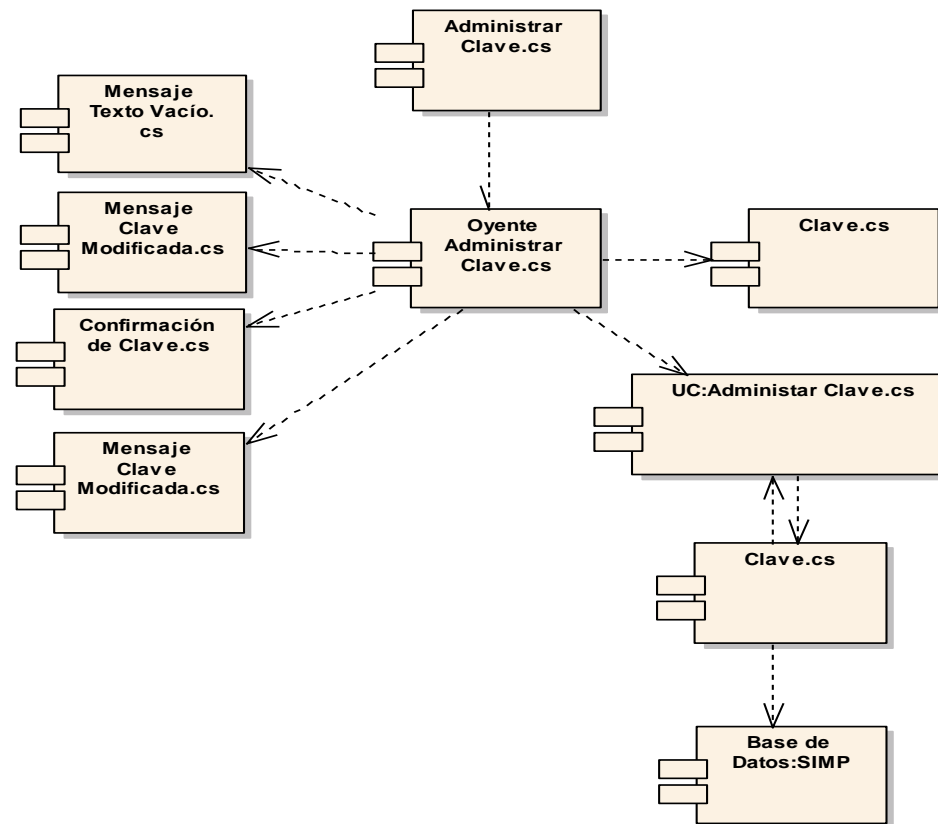 Administrar
Clave.cs
Mensaje
Texto Vacío.
cs
Mensaje
Clave
Modificada.cs
Oyente
Administrar
Clave.cs
Clave.cs
Confirmación
de Clave.cs
UC:Administar Clave.cs
Mensaje
Clave
Modificada.cs
Clave.cs
Base de
Datos:SIMP